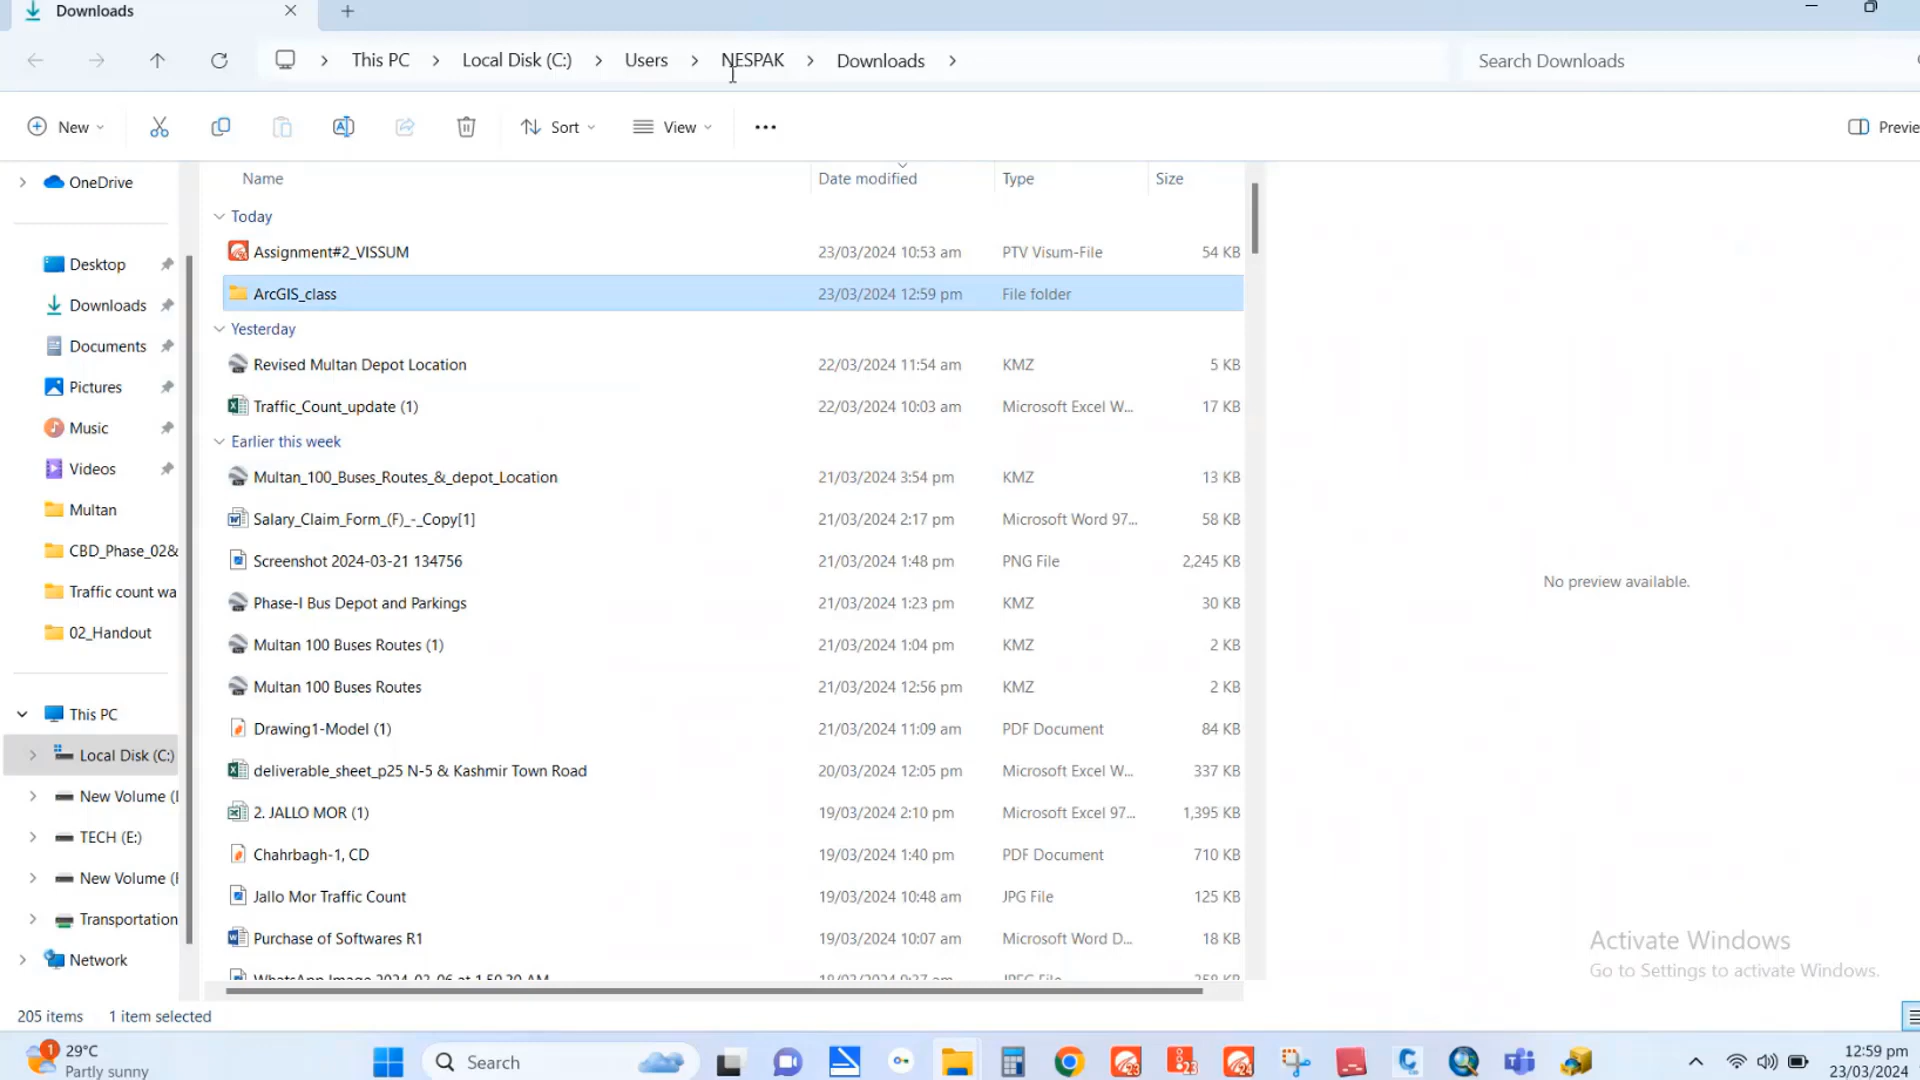 Downloads
This PC > Local Disk (C:) > Users > NESPAK > Downloads >
Search Downloads
New
Sort
View
Previe
OneDrive
Desktop
Downloads
Documents
Pictures
Music
Videos
Multan
CBD_Phase_02&
Traffic count wa
02_Handout
This PC
Local Disk (C:)
New Volume (
TECH (E:)
New Volume (
Transportation
Network
Name Date modified Type Size
Today
Assignment#2_VISSUM 23/03/2024 10:53 am PTV Visum-File 54 KB
ArcGIS_class 23/03/2024 12:59 pm File folder
Yesterday
Revised Multan Depot Location 22/03/2024 11:54 am KMZ 5 KB
Traffic_Count_update (1) 22/03/2024 10:03 am Microsoft Excel W... 17 KB
Earlier this week
Multan_100_Buses_Routes_&_depot_Location 21/03/2024 3:54 pm KMZ 13 KB
Salary_Claim_Form_(F)_-_Copy[1] 21/03/2024 2:17 pm Microsoft Word 97... 58 KB
Screenshot 2024-03-21 134756 21/03/2024 1:48 pm PNG File 2,245 KB
Phase-I Bus Depot and Parkings 21/03/2024 1:23 pm KMZ 30 KB
Multan 100 Buses Routes (1) 21/03/2024 1:04 pm KMZ 2 KB
Multan 100 Buses Routes 21/03/2024 12:56 pm KMZ 2 KB
Drawing1-Model (1) 21/03/2024 11:09 am PDF Document 84 KB
deliverable_sheet_p25 N-5 & Kashmir Town Road 20/03/2024 12:05 pm Microsoft Excel W... 337 KB
2. JALLO MOR (1) 19/03/2024 2:10 pm Microsoft Excel 97... 1,395 KB
Chahrbagh-1, CD 19/03/2024 1:40 pm PDF Document 710 KB
Jallo Mor Traffic Count 19/03/2024 10:48 am JPG File 125 KB
Purchase of Softwares R1 19/03/2024 10:07 am Microsoft Word D... 18 KB
No preview available.
Activate Windows
Go to Settings to activate Windows.
205 items 1 item selected
1
29°C
Partly sunny
Search
23
23
24
12:59 pm
23/03/2024